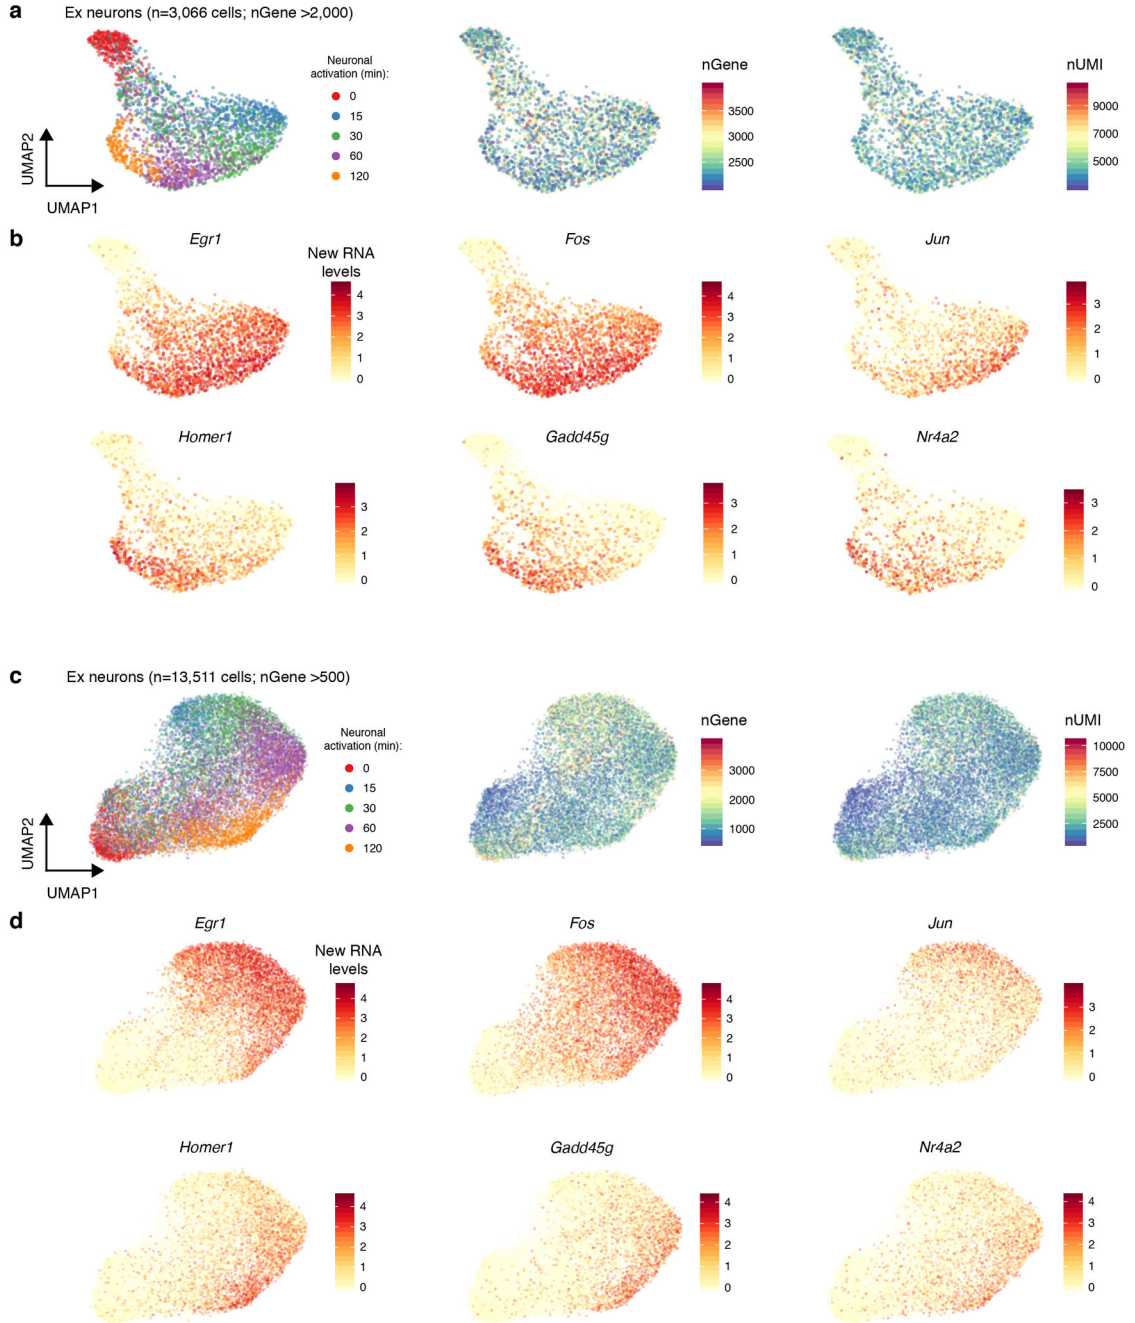 a
Ex neurons (n=3,066 cells; nGene >2,000)
Neuronal
activation (min):
0
15
30
60
120
UMAP2
UMAP1
nGene
3500
3000
2500
nUMI
9000
7000
5000
b
Egr1
New RNA
levels
4
3
2
1
0
Fos
4
3
2
1
0
Jun
3
2
1
0
Homer1
3
2
1
0
Gadd45g
3
2
1
0
Nr4a2
3
2
1
0
c
Ex neurons (n=13,511 cells; nGene >500)
Neuronal
activation (min):
0
15
30
60
120
UMAP2
UMAP1
nGene
3000
2000
1000
nUMI
10000
7500
5000
2500
d
Egr1
New RNA
levels
4
3
2
1
0
Fos
4
3
2
1
0
Jun
3
2
1
0
Homer1
4
3
2
1
0
Gadd45g
4
3
2
1
0
Nr4a2
4
3
2
1
0